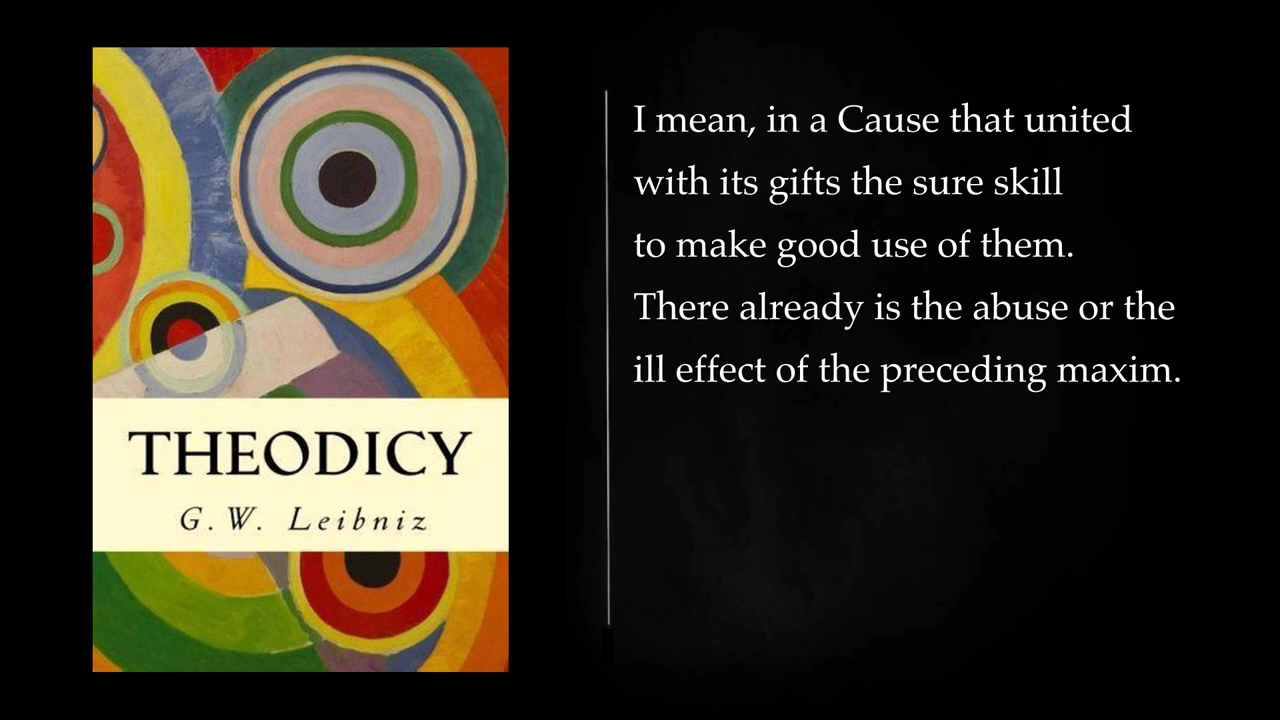 THEODICY
G.W. Leibniz
I mean, in a Cause that united
with its gifts the sure skill
to make good use of them.
There already is the abuse or the
ill effect of the preceding maxim.